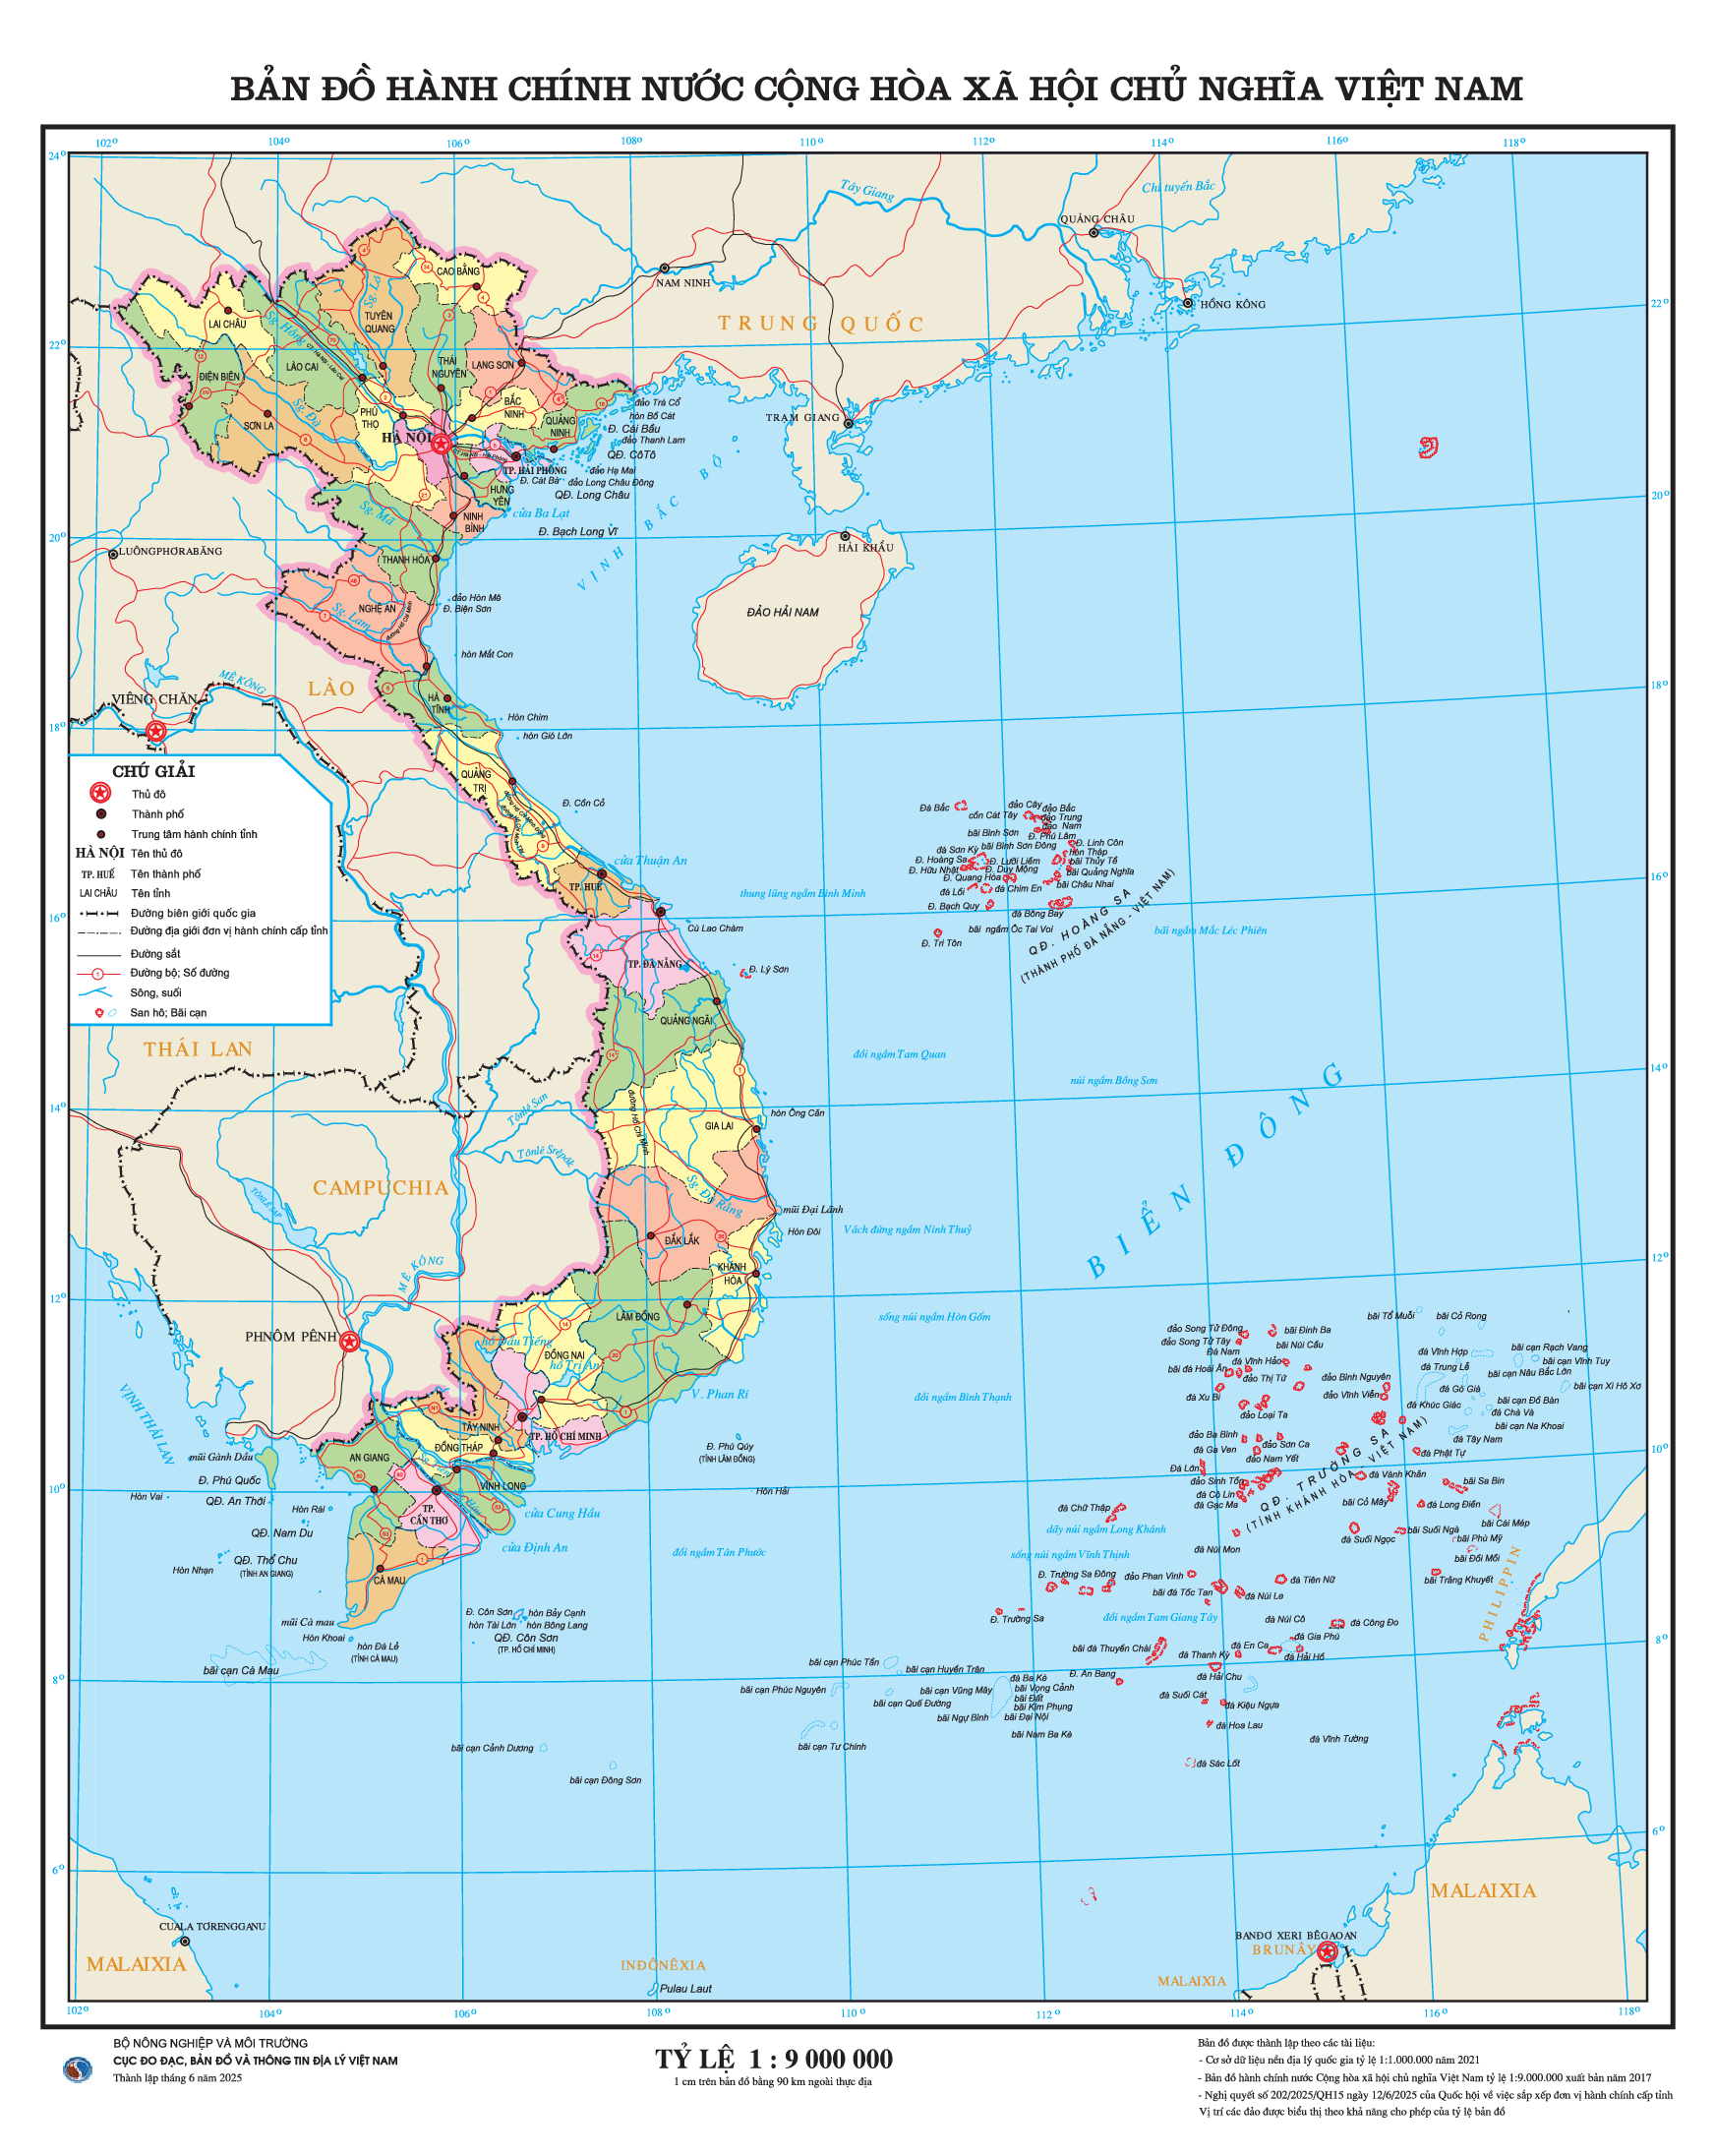 BẢN ĐỒ HÀNH CHÍNH NƯỚC CỘNG HÒA XÃ HỘI CHỦ NGHĨA VIỆT NAM
102° 104° 106° 108° 110° 112° 114° 116° 118°
24°
Tây Giang
Chí tuyến Bắc
QUẢNG CHÂU
NAM NINH
HỒNG KÔNG
TRUNG QUỐC
CAO BẰNG
Sg. Lô
TUYÊN QUANG
LAI CHÂU
Sg. Hồng
LÀO CAI
THÁI NGUYÊN
LẠNG SƠN
ĐIỆN BIÊN
Sg. Đà
SƠN LA
PHÚ THỌ
BẮC NINH
QUẢNG NINH
HÀ NỘI
TP. HẢI PHÒNG
HƯNG YÊN
NINH BÌNH
đảo Trà Cổ
hòn Bồ Cát
Đ. Cái Bầu
đảo Thanh Lam
QĐ. CôTô
đảo Hạ Mai
Đ. Cát Bà
đảo Long Châu Đông
QĐ. Long Châu
cửa Ba Lạt
Đ. Bạch Long Vĩ
VỊNH BẮC BỘ
TRẠM GIANG
HẢI KHẨU
ĐẢO HẢI NAM
22°
20°
22°
20°
LUÔNGPHƠRABĂNG
Sg. Mã
THANH HÓA
NGHỆ AN
Sg. Lam
đường Hồ Chí Minh
đảo Hòn Mê
Đ. Biện Sơn
hòn Mắt Con
LÀO
MÊ KÔNG
VIÊNG CHĂN
HÀ TĨNH
Hòn Chim
hòn Gió Lớn
18°
18°
QUẢNG TRỊ
Đ. Cồn Cỏ
cửa Thuận An
TP. HUẾ
CHÚ GIẢI
Thủ đô
Thành phố
Trung tâm hành chính tỉnh
HÀ NỘI Tên thủ đô
TP. HUẾ Tên thành phố
LAI CHÂU Tên tỉnh
Đường biên giới quốc gia
Đường địa giới đơn vị hành chính cấp tỉnh
Đường sắt
1 Đường bộ; Số đường
Sông, suối
San hô; Bãi cạn
thung lũng ngầm Bình Minh
Đá Bắc
đảo Cây
đảo Bắc
cồn Cát Tây
đảo Trung
đảo Nam
bãi Bình Sơn
Đ. Phú Lâm
đá Sơn Kỳ
bãi Bình Sơn Đông
Đ. Linh Côn
hòn Tháp
Đ. Hoàng Sa
Đ. Lưỡi Liềm
bãi Thủy Tề
Đ. Hữu Nhật
Đ. Duy Mộng
bãi Quảng Nghĩa
Đ. Quang Hòa
bãi Châu Nhai
đá Lồi
đá Chim Én
Đ. Bạch Quy
đá Bông Bay
bãi ngầm Ốc Tai Voi
Đ. Tri Tôn
QĐ. HOÀNG SA
(THÀNH PHỐ ĐÀ NẴNG - VIỆT NAM)
bãi ngầm Mắc Léc Phiên
16°
16°
Cù Lao Chàm
TP. ĐÀ NẴNG
Đ. Lý Sơn
QUẢNG NGÃI
THÁI LAN
đồi ngầm Tam Quan
núi ngầm Bồng Sơn
14°
14°
hòn Ông Căn
GIA LAI
đường Hồ Chí Minh
Tônlê San
Tônlê Srêpôk
BIỂN ĐÔNG
CAMPUCHIA
TÔNLÊ SAP
Sg. Đà Rằng
mũi Đại Lãnh
Hòn Đôi
Vách đứng ngầm Ninh Thuỷ
ĐẮK LẮK
KHÁNH HÒA
MÊ KÔNG
12°
12°
LÂM ĐỒNG
sống núi ngầm Hòn Gốm
PHNÔM PÊNH
hồ Dầu Tiếng
ĐỒNG NAI
hồ Trị An
V. Phan Rí
đồi ngầm Bình Thạnh
TÂY NINH
TP. HỒ CHÍ MINH
ĐỒNG THÁP
AN GIANG
VĨNH LONG
TP. CẦN THƠ
CÀ MAU
VỊNH THÁI LAN
mũi Gành Dầu
Đ. Phú Quốc
Hòn Vai
QĐ. An Thới
Hòn Rái
QĐ. Nam Du
QĐ. Thổ Chu
(TỈNH AN GIANG)
Hòn Nhạn
mũi Cà mau
Hòn Khoai
hòn Đá Lẻ
(TỈNH CÀ MAU)
bãi cạn Cà Mau
Đ. Phú Qúy
(TỈNH LÂM ĐỒNG)
Hòn Hải
cửa Cung Hầu
cửa Định An
đồi ngầm Tân Phước
Đ. Côn Sơn
hòn Bảy Cạnh
hòn Tài Lớn
hòn Bông Lang
QĐ. Côn Sơn
(TP. HỒ CHÍ MINH)
10°
10°
bãi Tổ Muỗi
bãi Cỏ Rong
đảo Song Tử Đông
bãi Đinh Ba
đảo Song Tử Tây
bãi Núi Cầu
Đá Nam
đá Vĩnh Hảo
đá Vĩnh Hợp
bãi cạn Rạch Vang
bãi cạn Vĩnh Tuy
bãi đá Hoài Ân
đá Trung Lễ
bãi cạn Nâu Bắc Lớn
đảo Thị Tứ
đảo Bình Nguyên
đá Gò Già
bãi cạn Xi Hô Xơ
đá Xu Bi
đảo Vĩnh Viễn
bãi cạn Đồ Bàn
đá Khúc Giác
đá Chà Và
đảo Loại Ta
bãi cạn Na Khoai
đảo Ba Bình
đá Tây Nam
đá Ga Ven
đảo Sơn Ca
đá Phật Tự
đảo Nam Yết
Đá Lớn
đảo Sinh Tồn
đá Vành Khăn
bãi Sa Bin
đá Cô Lin
bãi Cỏ Mây
đá Long Điền
đá Gạc Ma
QĐ. TRƯỜNG SA
(TỈNH KHÁNH HÒA - VIỆT NAM)
bãi Cái Mép
đá Chữ Thập
dãy núi ngầm Long Khánh
đá Suối Ngọc
bãi Suối Ngà
bãi Phù Mỹ
đá Núi Mon
bãi Đồi Mồi
sống núi ngầm Vĩnh Thịnh
Đ. Trường Sa Đông
đảo Phan Vinh
đá Tiên Nữ
bãi Trăng Khuyết
bãi đá Tốc Tan
đá Núi Le
Đ. Trường Sa
đồi ngầm Tam Giang Tây
đá Núi Cô
đá Công Đo
đá Gia Phú
bãi đá Thuyền Chài
đá Én Ca
đá Thanh Kỳ
đá Hải Hồ
PHILIPPIN
8°
8°
bãi cạn Phúc Tần
bãi cạn Huyền Trân
Đ. An Bang
đá Hải Chu
đá Ba Kè
bãi cạn Phúc Nguyên
bãi cạn Vũng Mây
bãi Vọng Cảnh
đá Suối Cát
bãi cạn Quế Đường
bãi Đất
bãi Kim Phụng
đá Kiệu Ngựa
bãi Ngự Bình
bãi Đại Nội
đá Hoa Lau
bãi cạn Cảnh Dương
bãi cạn Tư Chính
bãi Nam Ba Kè
đá Vĩnh Tường
bãi cạn Đông Sơn
đá Sác Lốt
6°
6°
MALAIXIA
CUALA TƠRENGGANU
BANĐƠ XERI BÊGAOAN
BRUNÂY
MALAIXIA
INĐÔNÊXIA
MALAIXIA
Pulau Laut
102° 104° 106° 108° 110° 112° 114° 116° 118°
BỘ NÔNG NGHIỆP VÀ MÔI TRƯỜNG
CỤC ĐO ĐẠC, BẢN ĐỒ VÀ THÔNG TIN ĐỊA LÝ VIỆT NAM
Thành lập tháng 6 năm 2025
TỶ LỆ 1 : 9 000 000
1 cm trên bản đồ bằng 90 km ngoài thực địa
Bản đồ được thành lập theo các tài liệu:
- Cơ sở dữ liệu nền địa lý quốc gia tỷ lệ 1:1.000.000 năm 2021
- Bản đồ hành chính nước Cộng hòa xã hội chủ nghĩa Việt Nam tỷ lệ 1:9.000.000 xuất bản năm 2017
- Nghị quyết số 202/2025/QH15 ngày 12/6/2025 của Quốc hội về việc sắp xếp đơn vị hành chính cấp tỉnh
Vị trí các đảo được biểu thị theo khả năng cho phép của tỷ lệ bản đồ